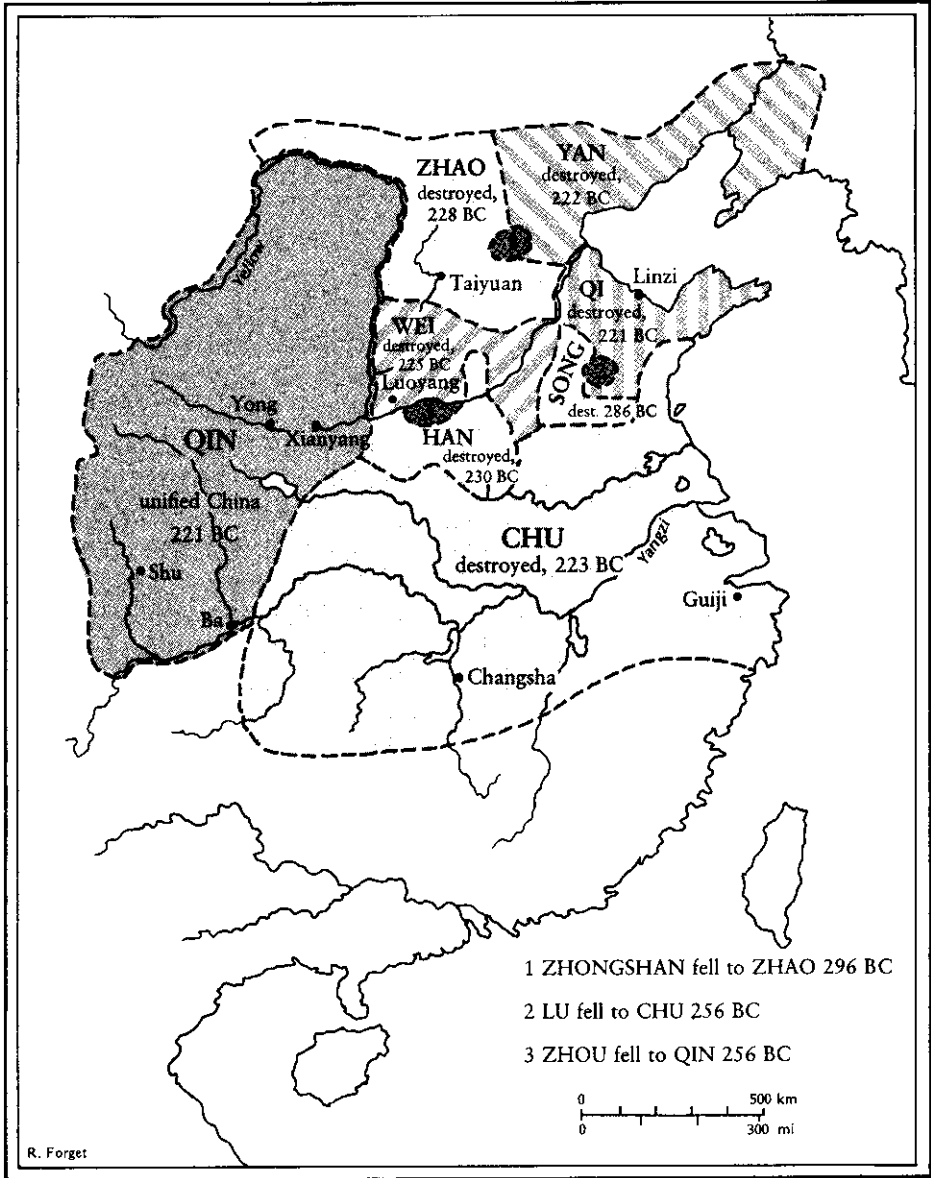 ZHAO
destroyed,
228 BC
YAN
destroyed,
222 BC
Yellow
Taiyuan
Linzi
QI
destroyed,
221 BC
WEI
destroyed,
225 BC
SONG
dest. 286 BC
Luoyang
Yong
Xianyang
QIN
HAN
destroyed,
230 BC
unified China
221 BC
CHU
destroyed, 223 BC
Yangzi
Shu
Ba
Guiji
Changsha
1 ZHONGSHAN fell to ZHAO 296 BC
2 LU fell to CHU 256 BC
3 ZHOU fell to QIN 256 BC
0 500 km
0 300 mi
R. Forget